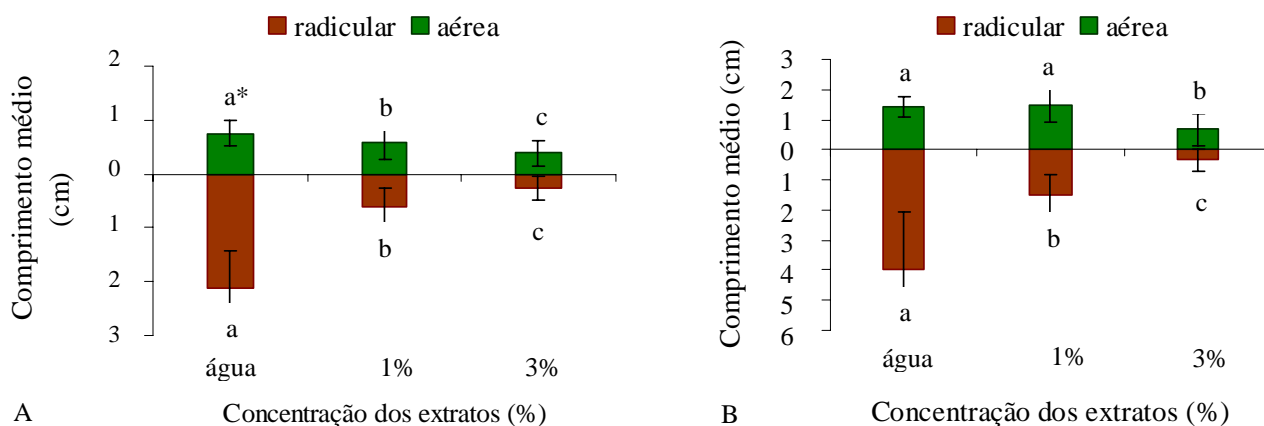 radicular aérea
Comprimento médio
(cm)
2
1
0
1
2
3
a*
b
c
a
b
c
água 1% 3%
A
Concentração dos extratos (%)
radicular aérea
Comprimento médio (cm)
3
2
1
0
1
2
3
4
5
6
a
a
b
a
b
c
água 1% 3%
B
Concentração dos extratos (%)